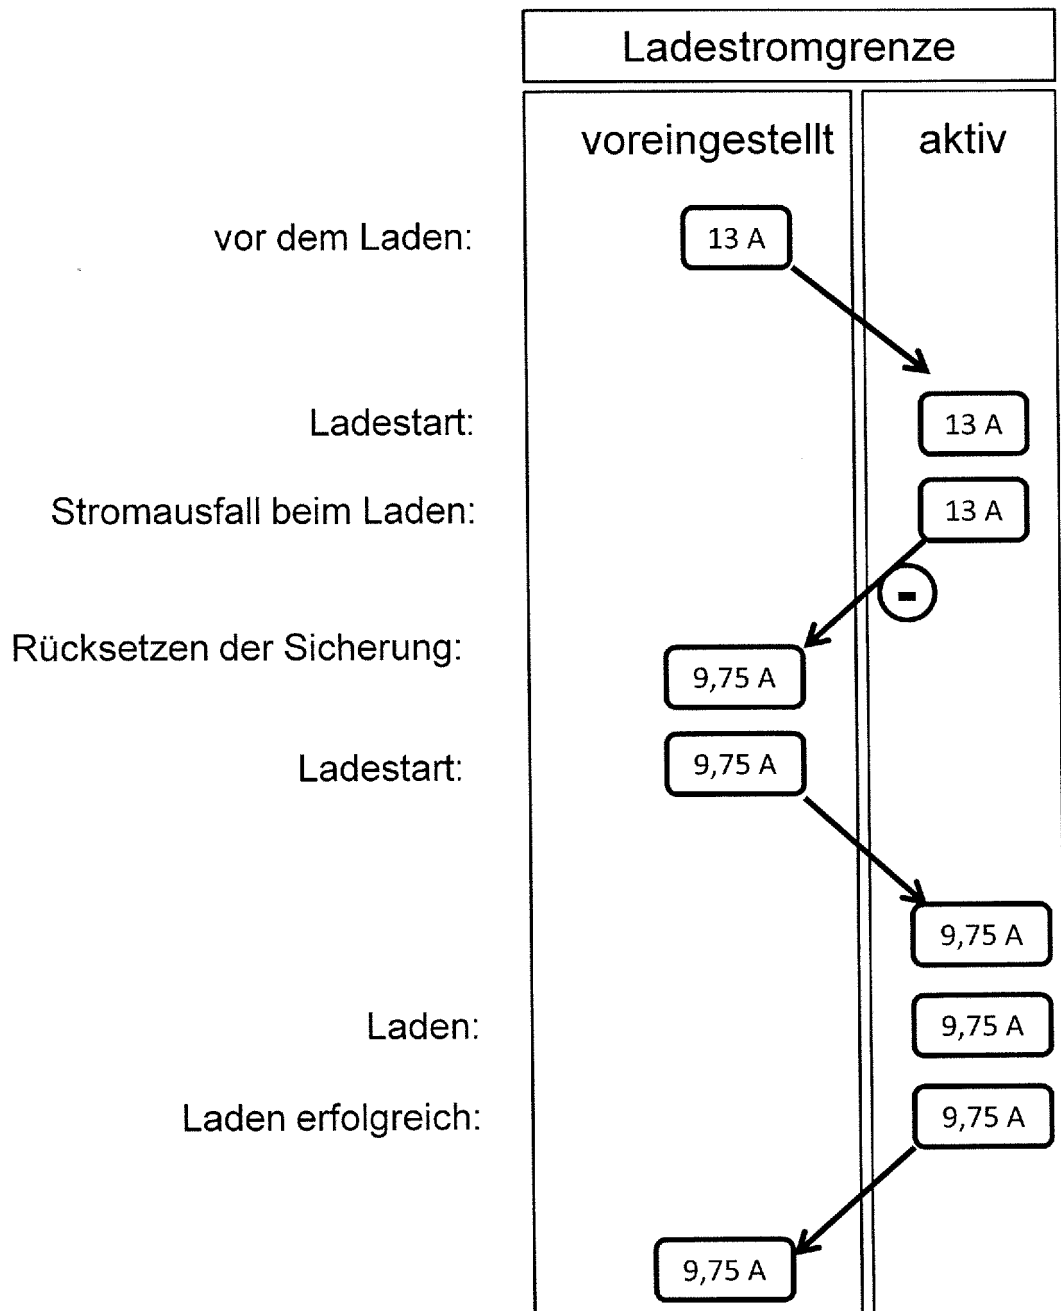 Ladestromgrenze
voreingestellt aktiv
vor dem Laden: 13 A
Ladestart: 13 A
Stromausfall beim Laden: 13 A
-
Rücksetzen der Sicherung: 9,75 A
Ladestart: 9,75 A
9,75 A
Laden: 9,75 A
Laden erfolgreich: 9,75 A
9,75 A